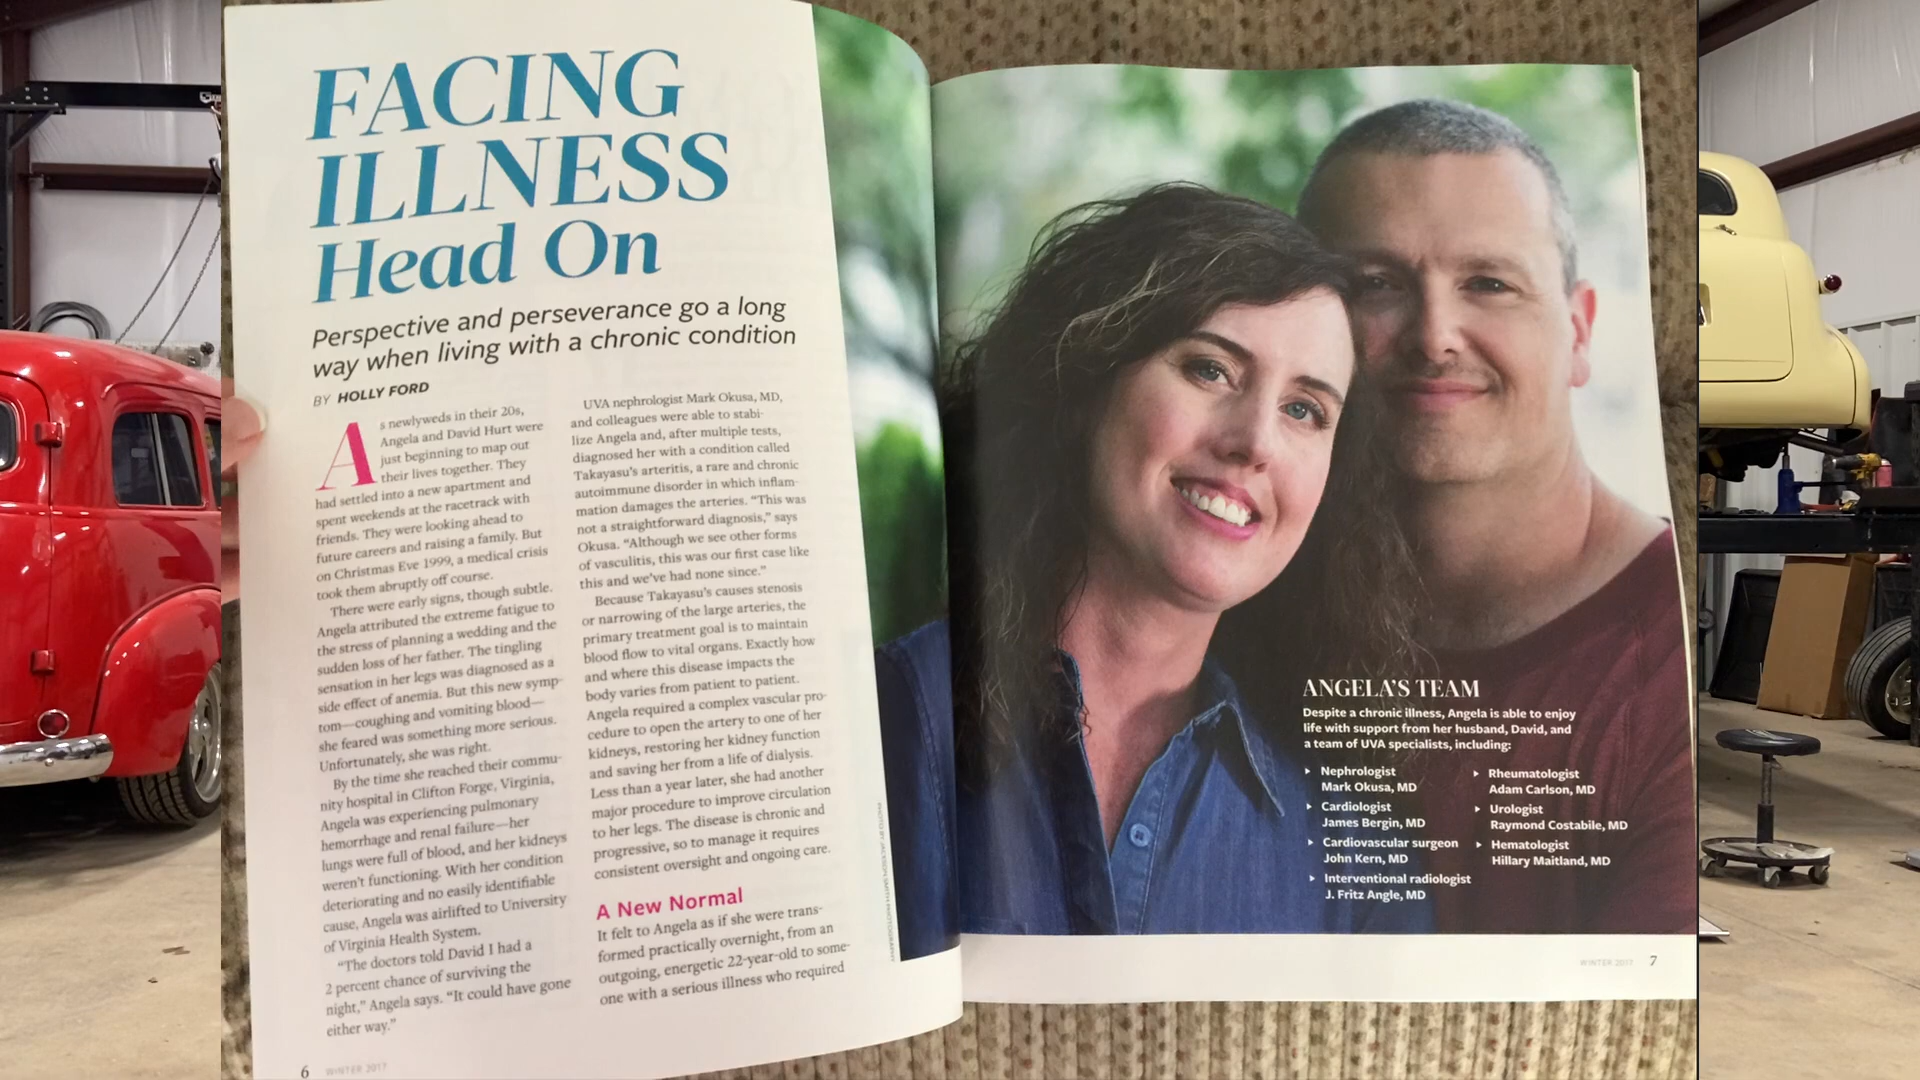 FACING
ILLNESS
Head On
Perspective and perseverance go a long
way when living with a chronic condition
BY HOLLY FORD
As newlyweds in their 20s,
Angela and David Hurt were
just beginning to map out
their lives together. They
had settled into a new apartment and
spent weekends at the racetrack with
friends. They were looking ahead to
future careers and raising a family. But
on Christmas Eve 1999, a medical crisis
took them abruptly off course.
There were early signs, though subtle.
Angela attributed the extreme fatigue to
the stress of planning a wedding and the
sudden loss of her father. The tingling
sensation in her legs was diagnosed as a
side effect of anemia. But this new symp-
tom—coughing and vomiting blood—
she feared was something more serious.
Unfortunately, she was right.
By the time she reached their commu-
nity hospital in Clifton Forge, Virginia,
Angela was experiencing pulmonary
hemorrhage and renal failure—her
lungs were full of blood, and her kidneys
weren't functioning. With her condition
deteriorating and no easily identifiable
cause, Angela was airlifted to University
of Virginia Health System.
"The doctors told David I had a
2 percent chance of surviving the
night," Angela says. "It could have gone
either way."
UVA nephrologist Mark Okusa, MD,
and colleagues were able to stabi-
lize Angela and, after multiple tests,
diagnosed her with a condition called
Takayasu's arteritis, a rare and chronic
autoimmune disorder in which inflam-
mation damages the arteries. "This was
not a straightforward diagnosis," says
Okusa. "Although we see other forms
of vasculitis, this was our first case like
this and we've had none since."
Because Takayasu's causes stenosis
or narrowing of the large arteries, the
primary treatment goal is to maintain
blood flow to vital organs. Exactly how
and where this disease impacts the
body varies from patient to patient.
Angela required a complex vascular pro-
cedure to open the artery to one of her
kidneys, restoring her kidney function
and saving her from a life of dialysis.
Less than a year later, she had another
major procedure to improve circulation
to her legs. The disease is chronic and
progressive, so to manage it requires
consistent oversight and ongoing care.
A New Normal
It felt to Angela as if she were trans-
formed practically overnight, from an
outgoing, energetic 22-year-old to some-
one with a serious illness who required
6 WINTER 2017
ANGELA'S TEAM
Despite a chronic illness, Angela is able to enjoy
life with support from her husband, David, and
a team of UVA specialists, including:
Nephrologist
Mark Okusa, MD
Cardiologist
James Bergin, MD
Cardiovascular surgeon
John Kern, MD
Interventional radiologist
J. Fritz Angle, MD
Rheumatologist
Adam Carlson, MD
Urologist
Raymond Costabile, MD
Hematologist
Hillary Maitland, MD
WINTER 2017 7